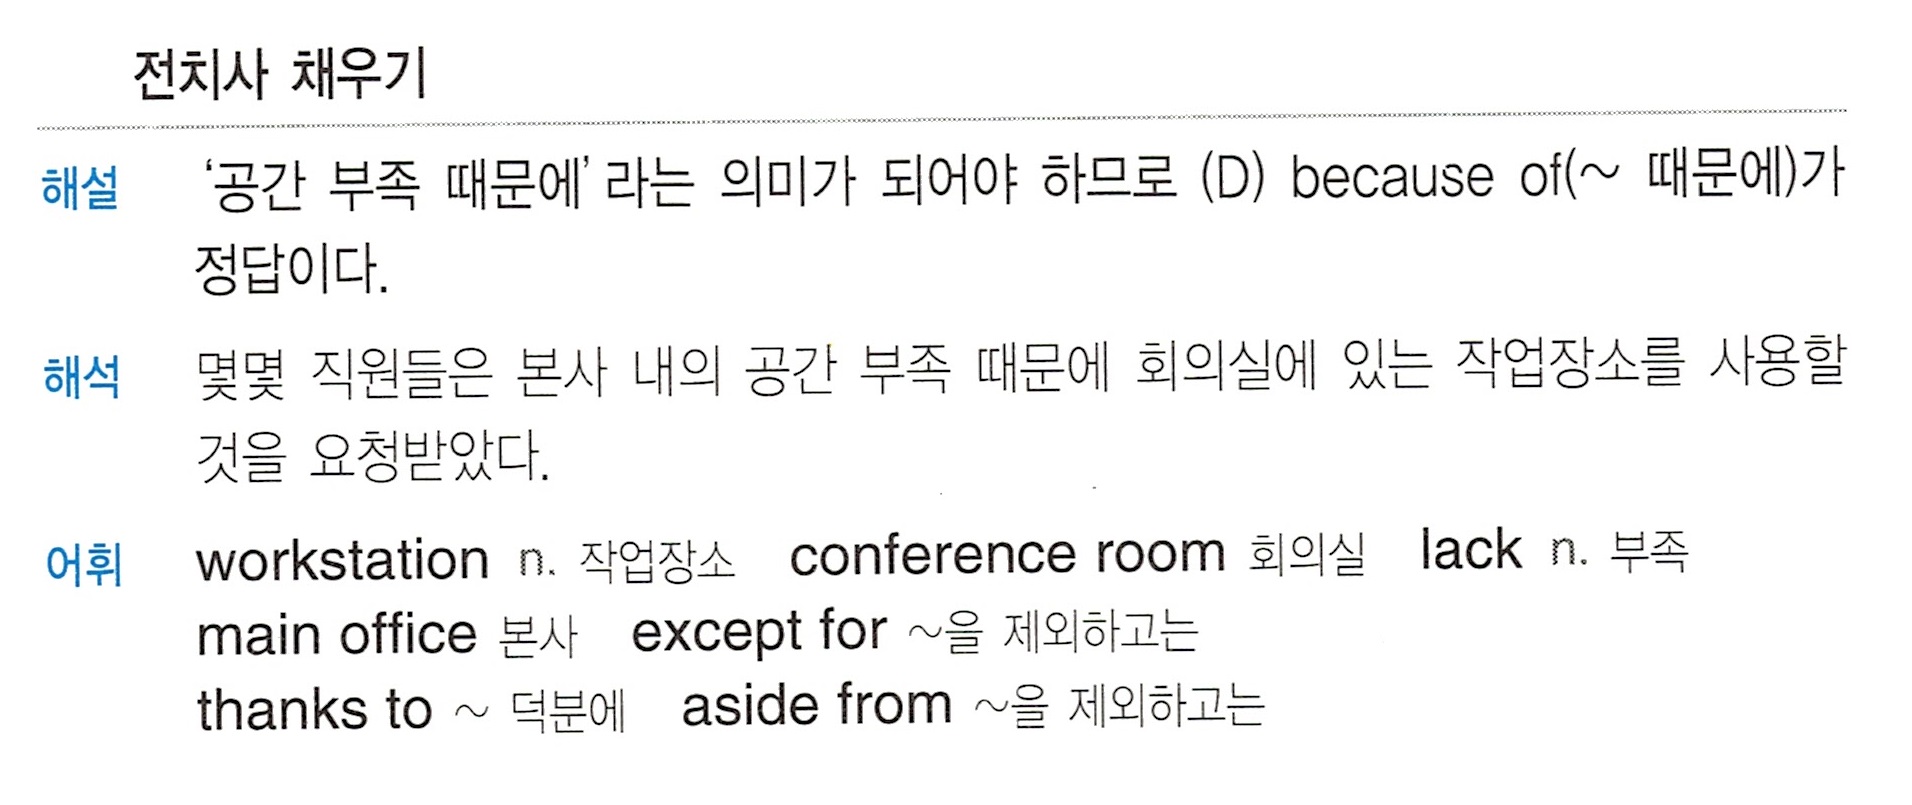 전치사 채우기
해설 ‘공간 부족 때문에’라는 의미가 되어야 하므로 (D) because of(~ 때문에)가
정답이다.
해석 몇몇 직원들은 본사 내의 공간 부족 때문에 회의실에 있는 작업장소를 사용할
것을 요청받았다.
어휘 workstation n. 작업장소 conference room 회의실 lack n. 부족
main office 본사 except for ~을 제외하고는
thanks to ~ 덕분에 aside from ~을 제외하고는